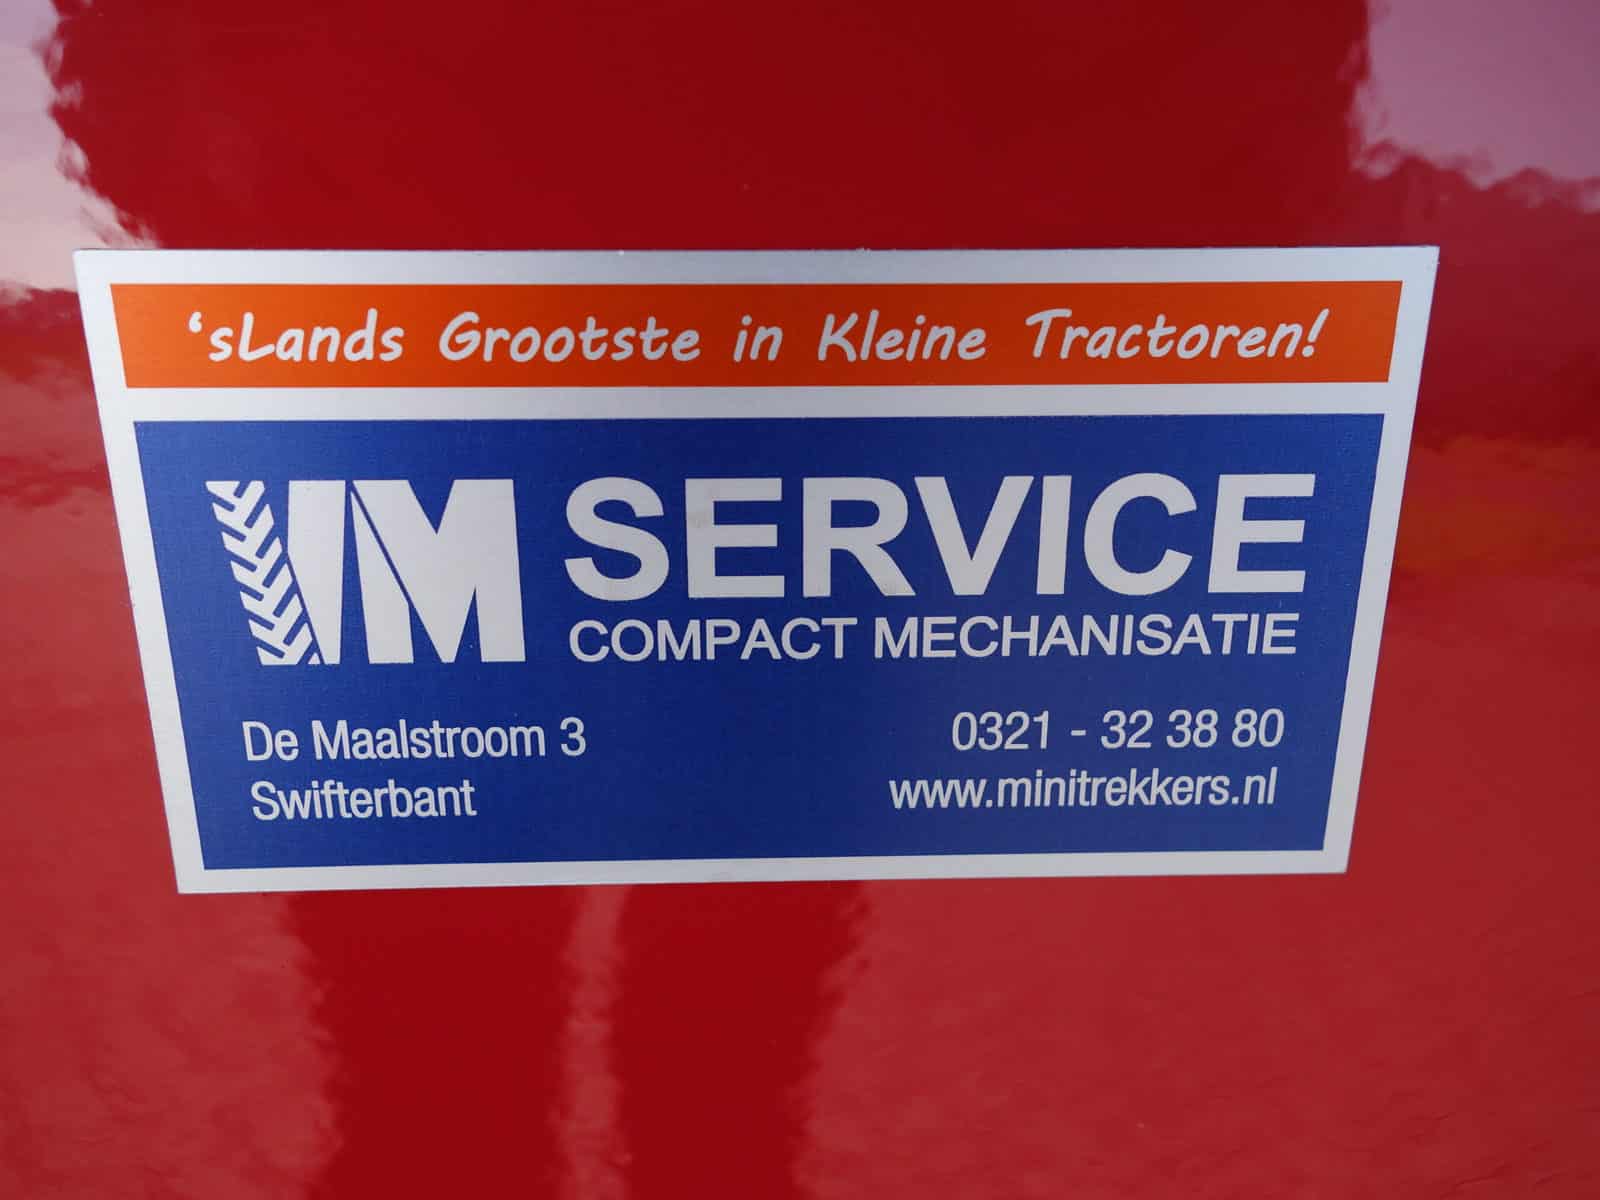 ‘sLands Grootste in Kleine Tractoren!
IM SERVICE
COMPACT MECHANISATIE
De Maalstroom 3
Swifterbant
0321 - 32 38 80
www.minitrekkers.nl